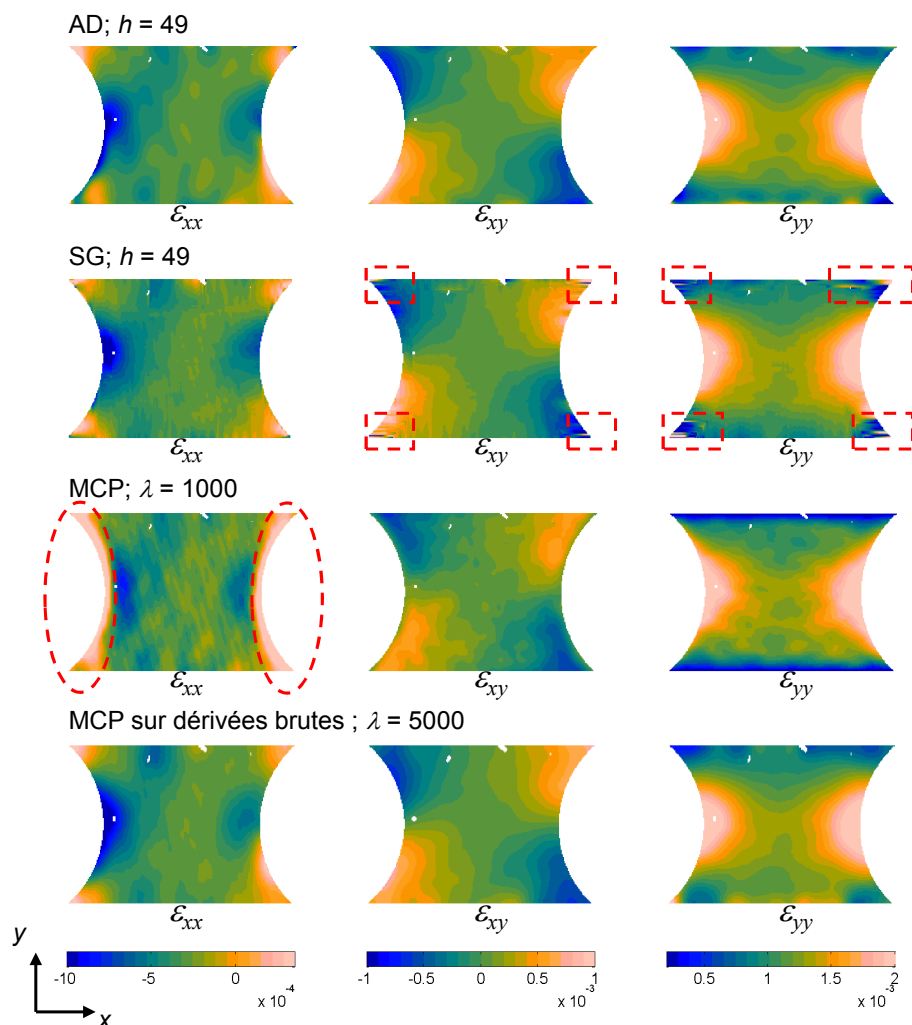 AD; h = 49
εxx εxy εyy
SG; h = 49
εxx εxy εyy
MCP; λ = 1000
εxx εxy εyy
MCP sur dérivées brutes ; λ = 5000
εxx εxy εyy
y
x
-10 -5 0
x 10⁻⁴
-1 -0.5 0 0.5 1
x 10⁻³
0.5 1 1.5 2
x 10⁻³